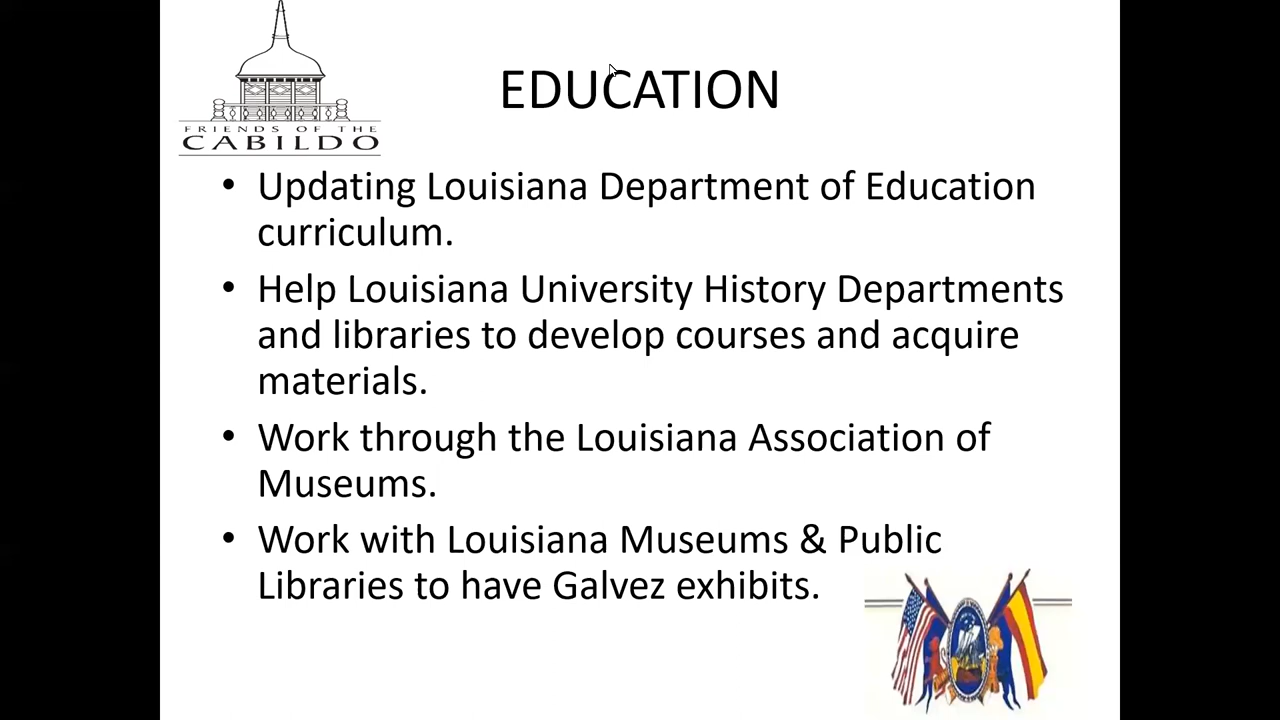 FRIENDS OF THE
CABILDO
EDUCATION
• Updating Louisiana Department of Education
curriculum.
• Help Louisiana University History Departments
and libraries to develop courses and acquire
materials.
• Work through the Louisiana Association of
Museums.
• Work with Louisiana Museums & Public
Libraries to have Galvez exhibits.